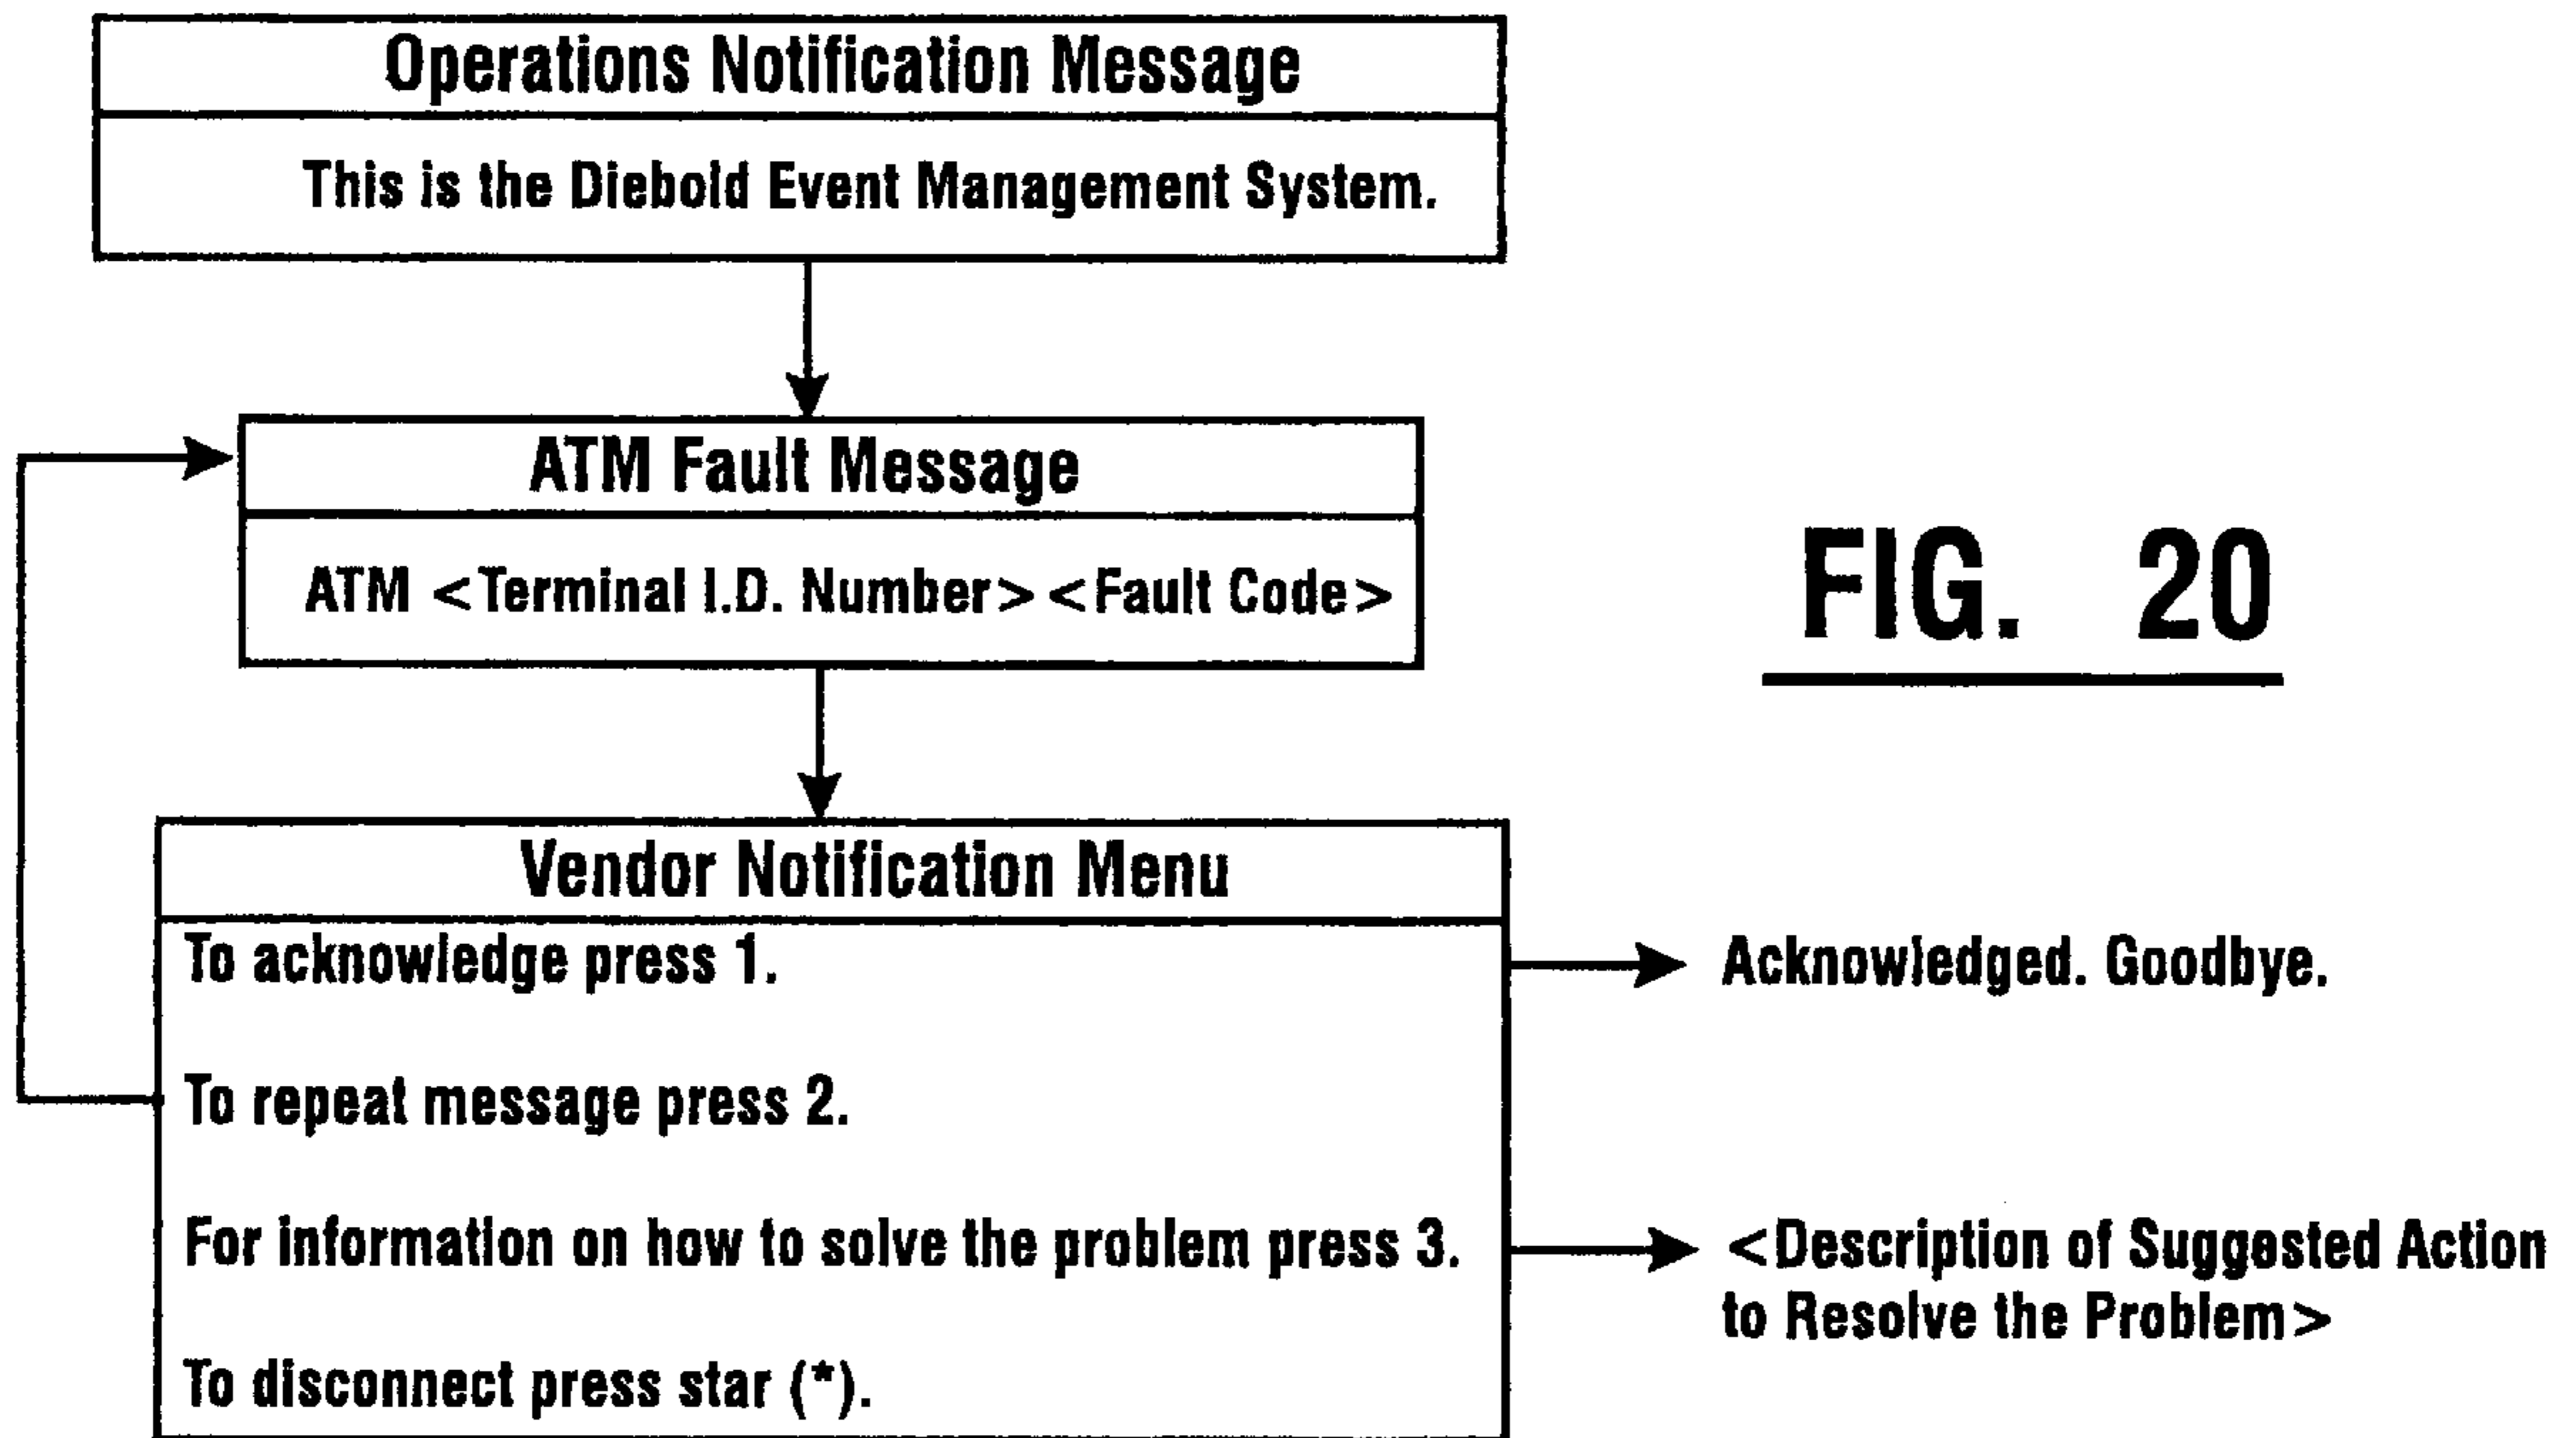 Operations Notification Message
This is the Diebold Event Management System.
ATM Fault Message
ATM <Terminal I.D. Number> <Fault Code>
FIG. 20
Vendor Notification Menu
To acknowledge press 1.
Acknowledged. Goodbye.
To repeat message press 2.
For information on how to solve the problem press 3.
<Description of Suggested Action
to Resolve the Problem>
To disconnect press star (*).